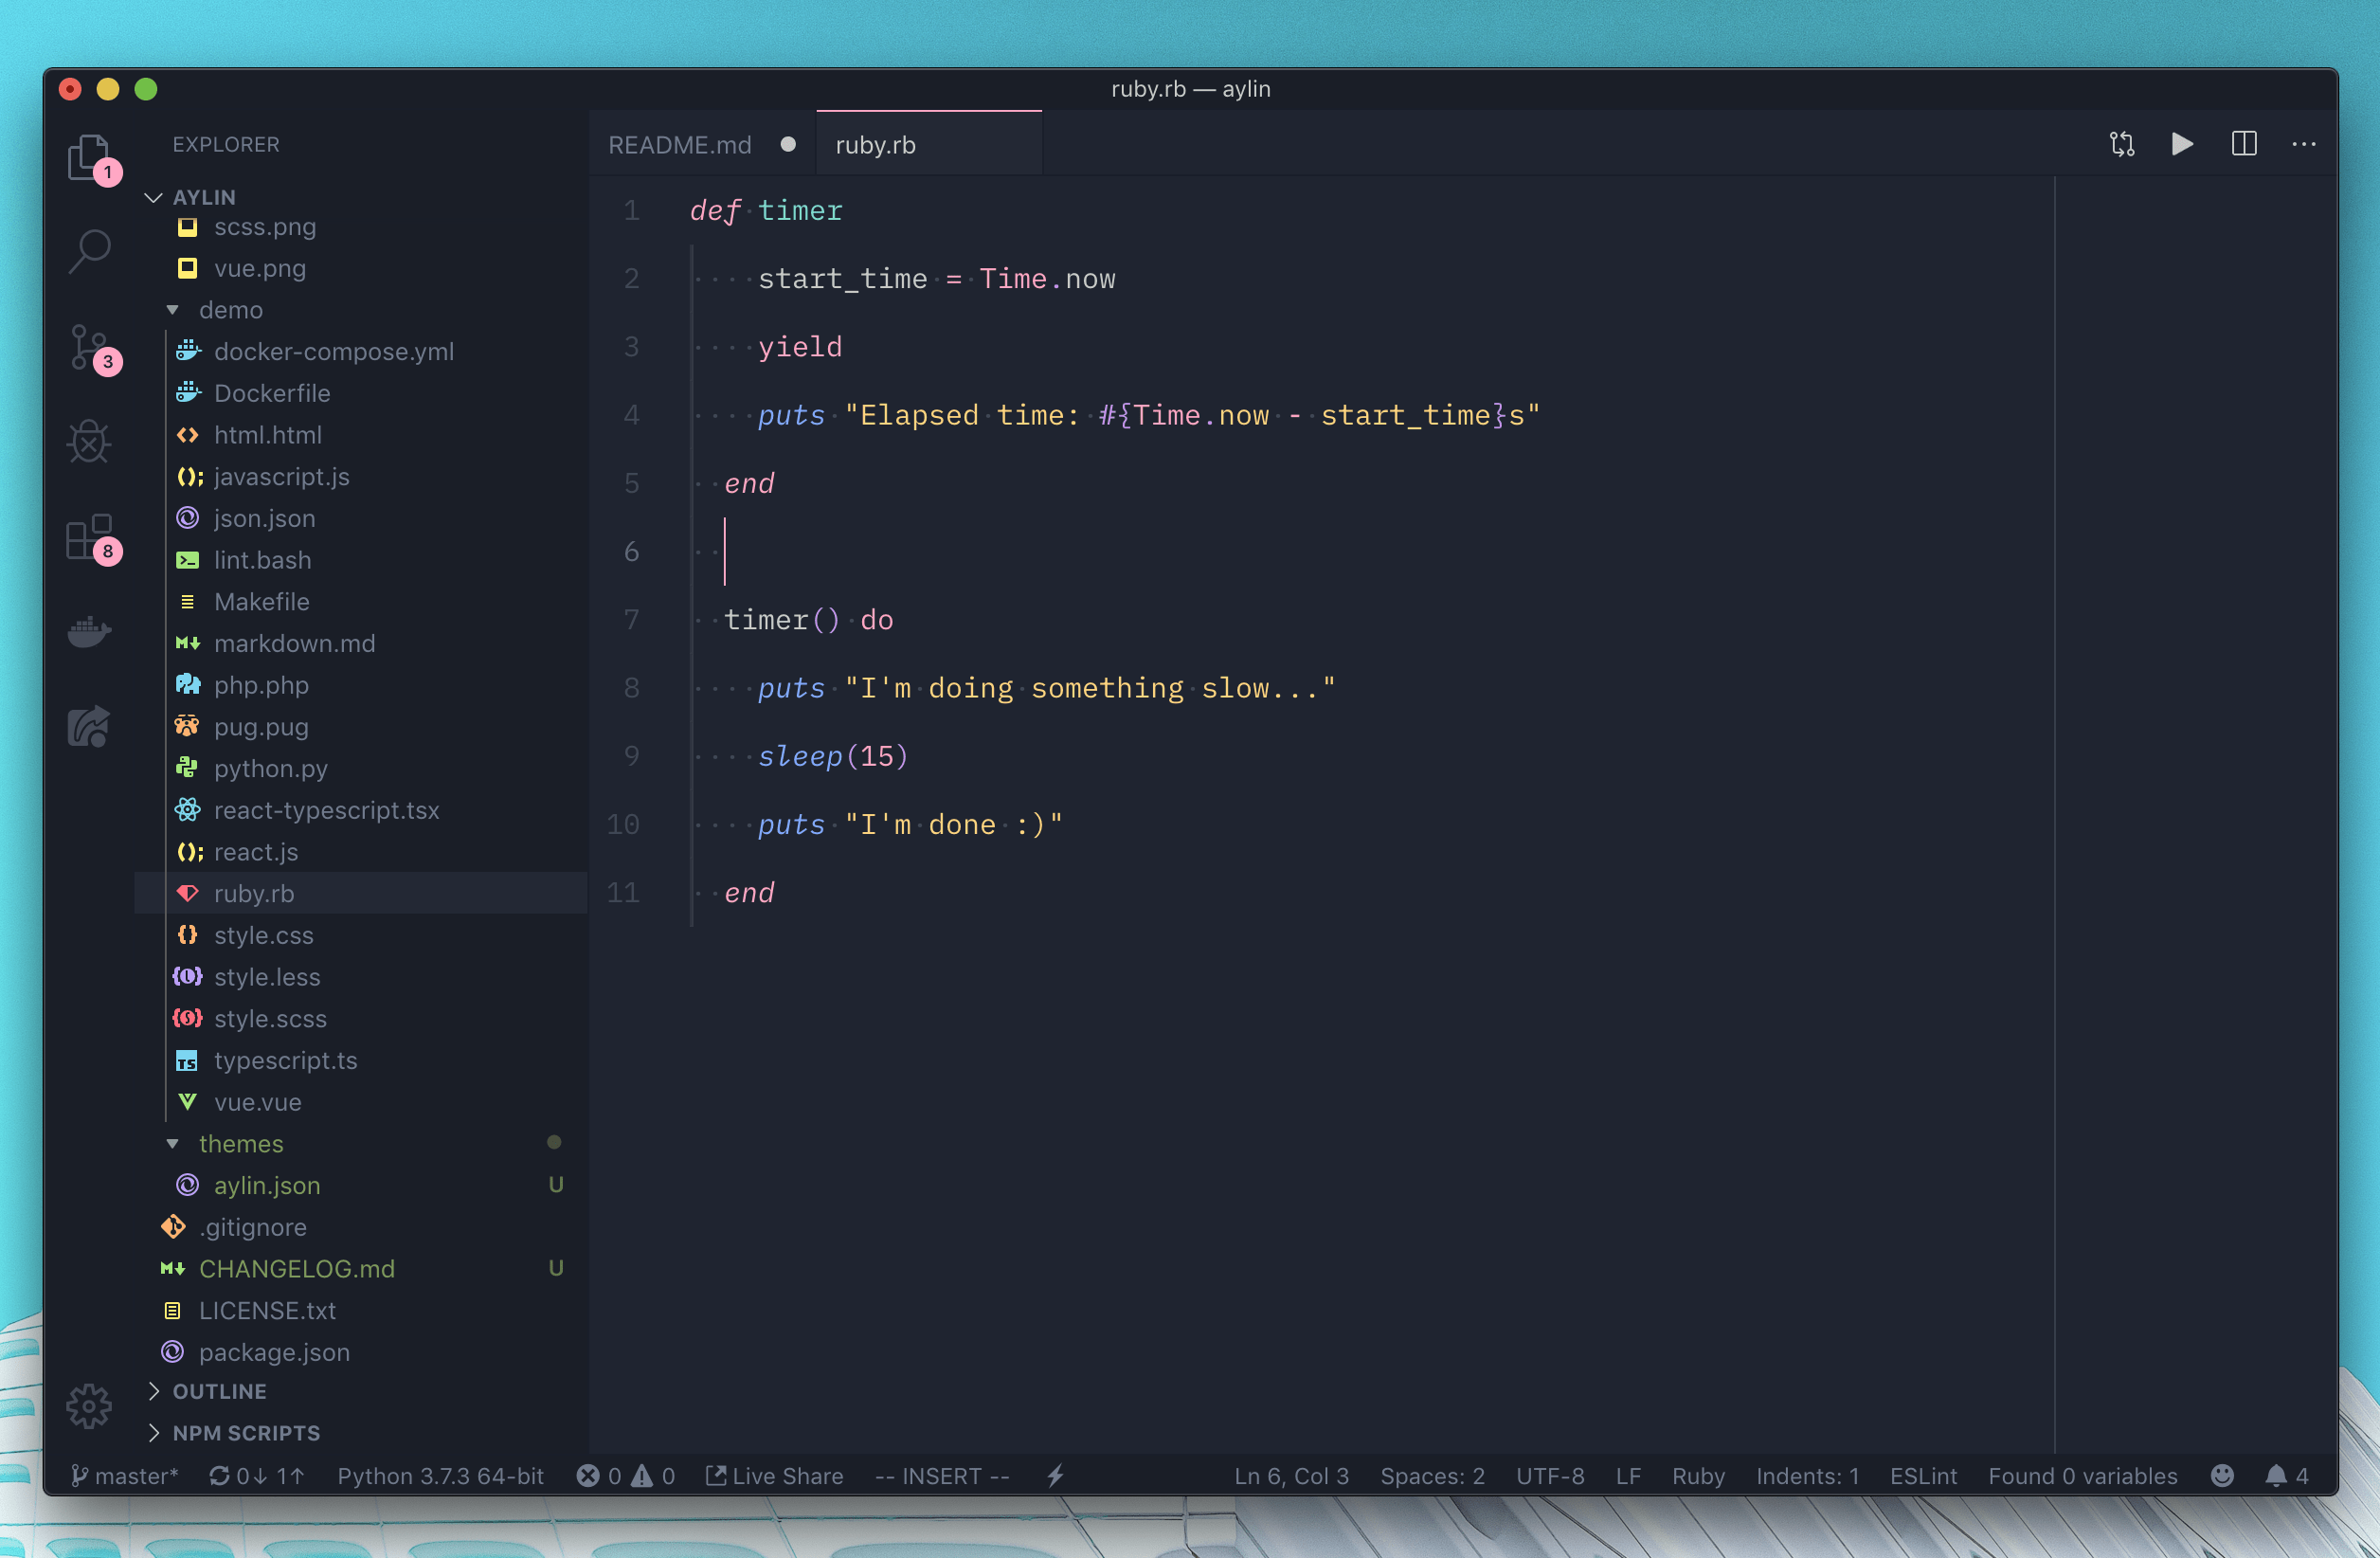 ruby.rb — aylin
EXPLORER
README.md
ruby.rb
1
3
8
AYLIN
scss.png
vue.png
demo
docker-compose.yml
Dockerfile
html.html
javascript.js
json.json
lint.bash
Makefile
markdown.md
php.php
pug.pug
python.py
react-typescript.tsx
react.js
ruby.rb
style.css
style.less
style.scss
typescript.ts
vue.vue
themes
aylin.json U
.gitignore
CHANGELOG.md U
LICENSE.txt
package.json
OUTLINE
NPM SCRIPTS
1 def timer
2     start_time = Time.now
3     yield
4     puts "Elapsed time: #{Time.now - start_time}s"
5   end
6
7   timer() do
8     puts "I'm doing something slow..."
9     sleep(15)
10     puts "I'm done :)"
11   end
master* 0↓ 1↑ Python 3.7.3 64-bit 0 0 Live Share -- INSERT -- Ln 6, Col 3 Spaces: 2 UTF-8 LF Ruby Indents: 1 ESLint Found 0 variables 4